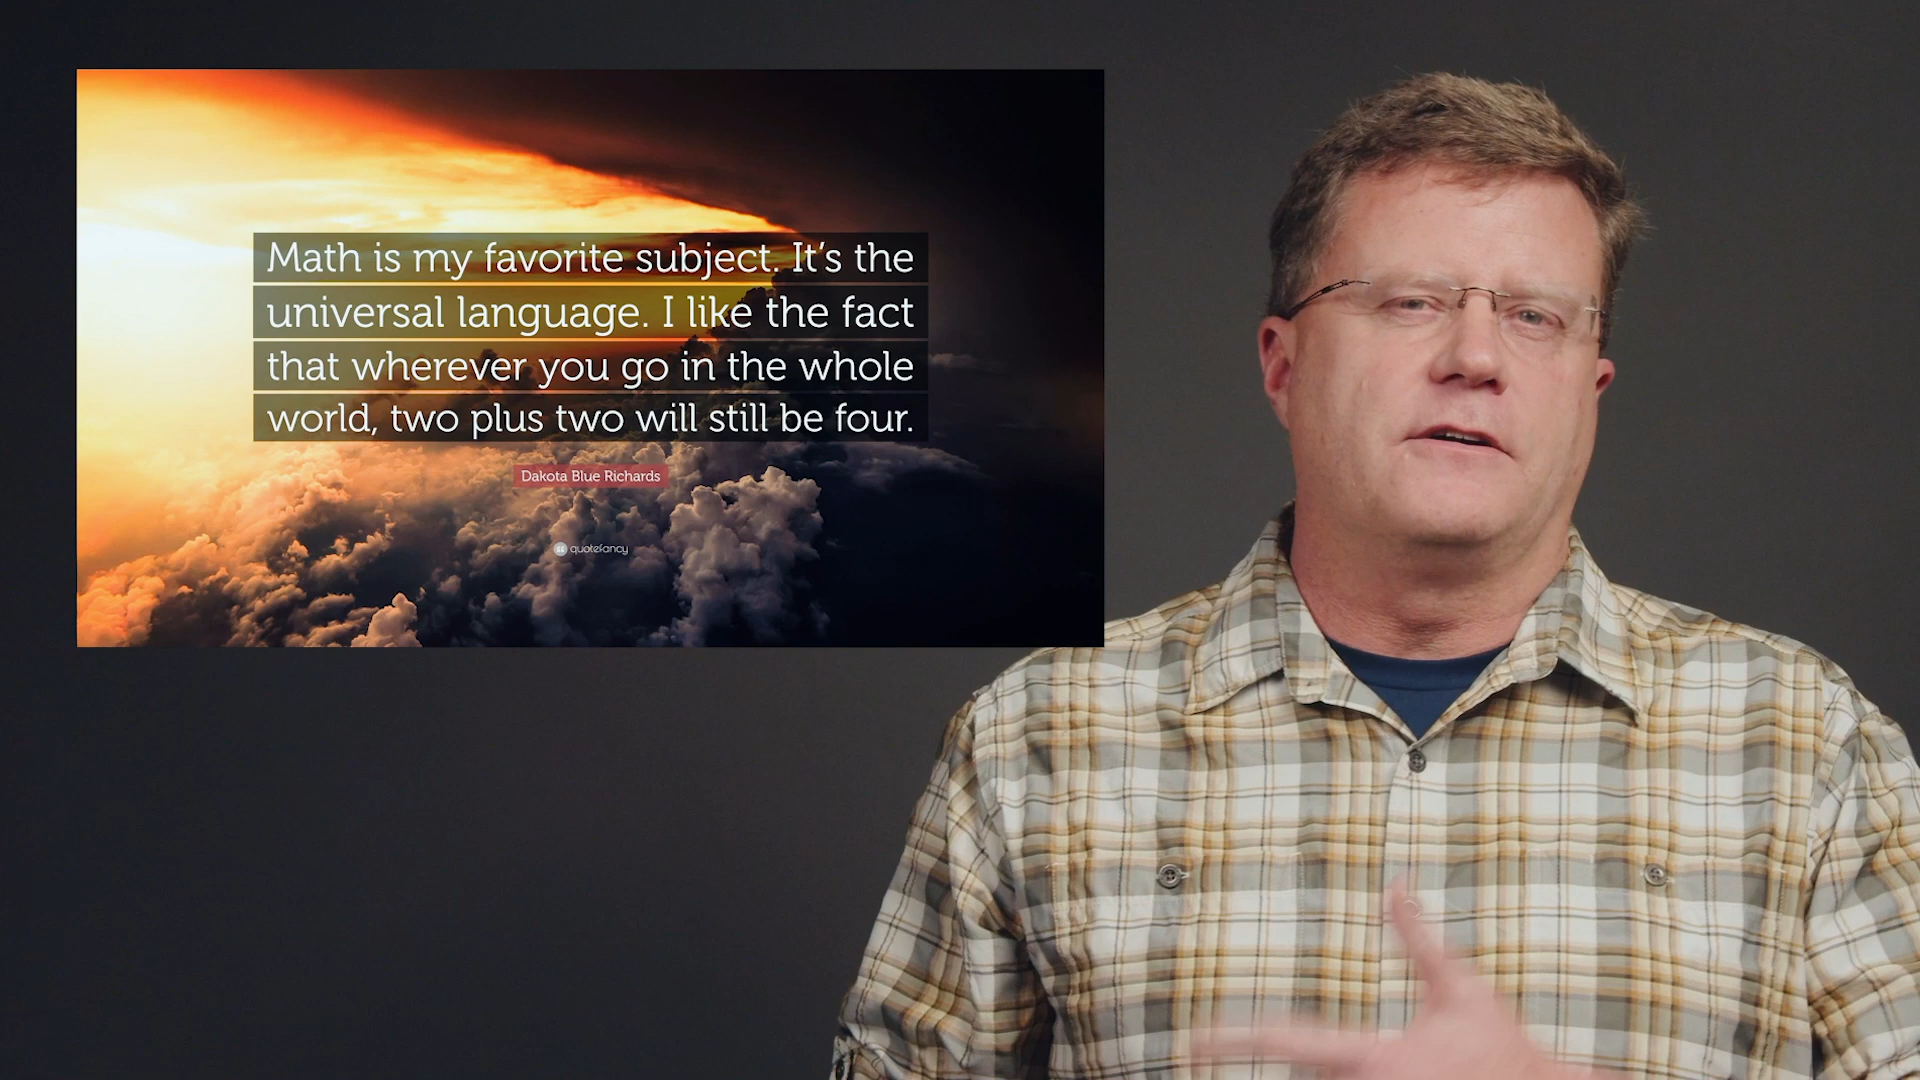 Math is my favorite subject. It’s the
universal language. I like the fact
that wherever you go in the whole
world, two plus two will still be four.
Dakota Blue Richards
quotefancy